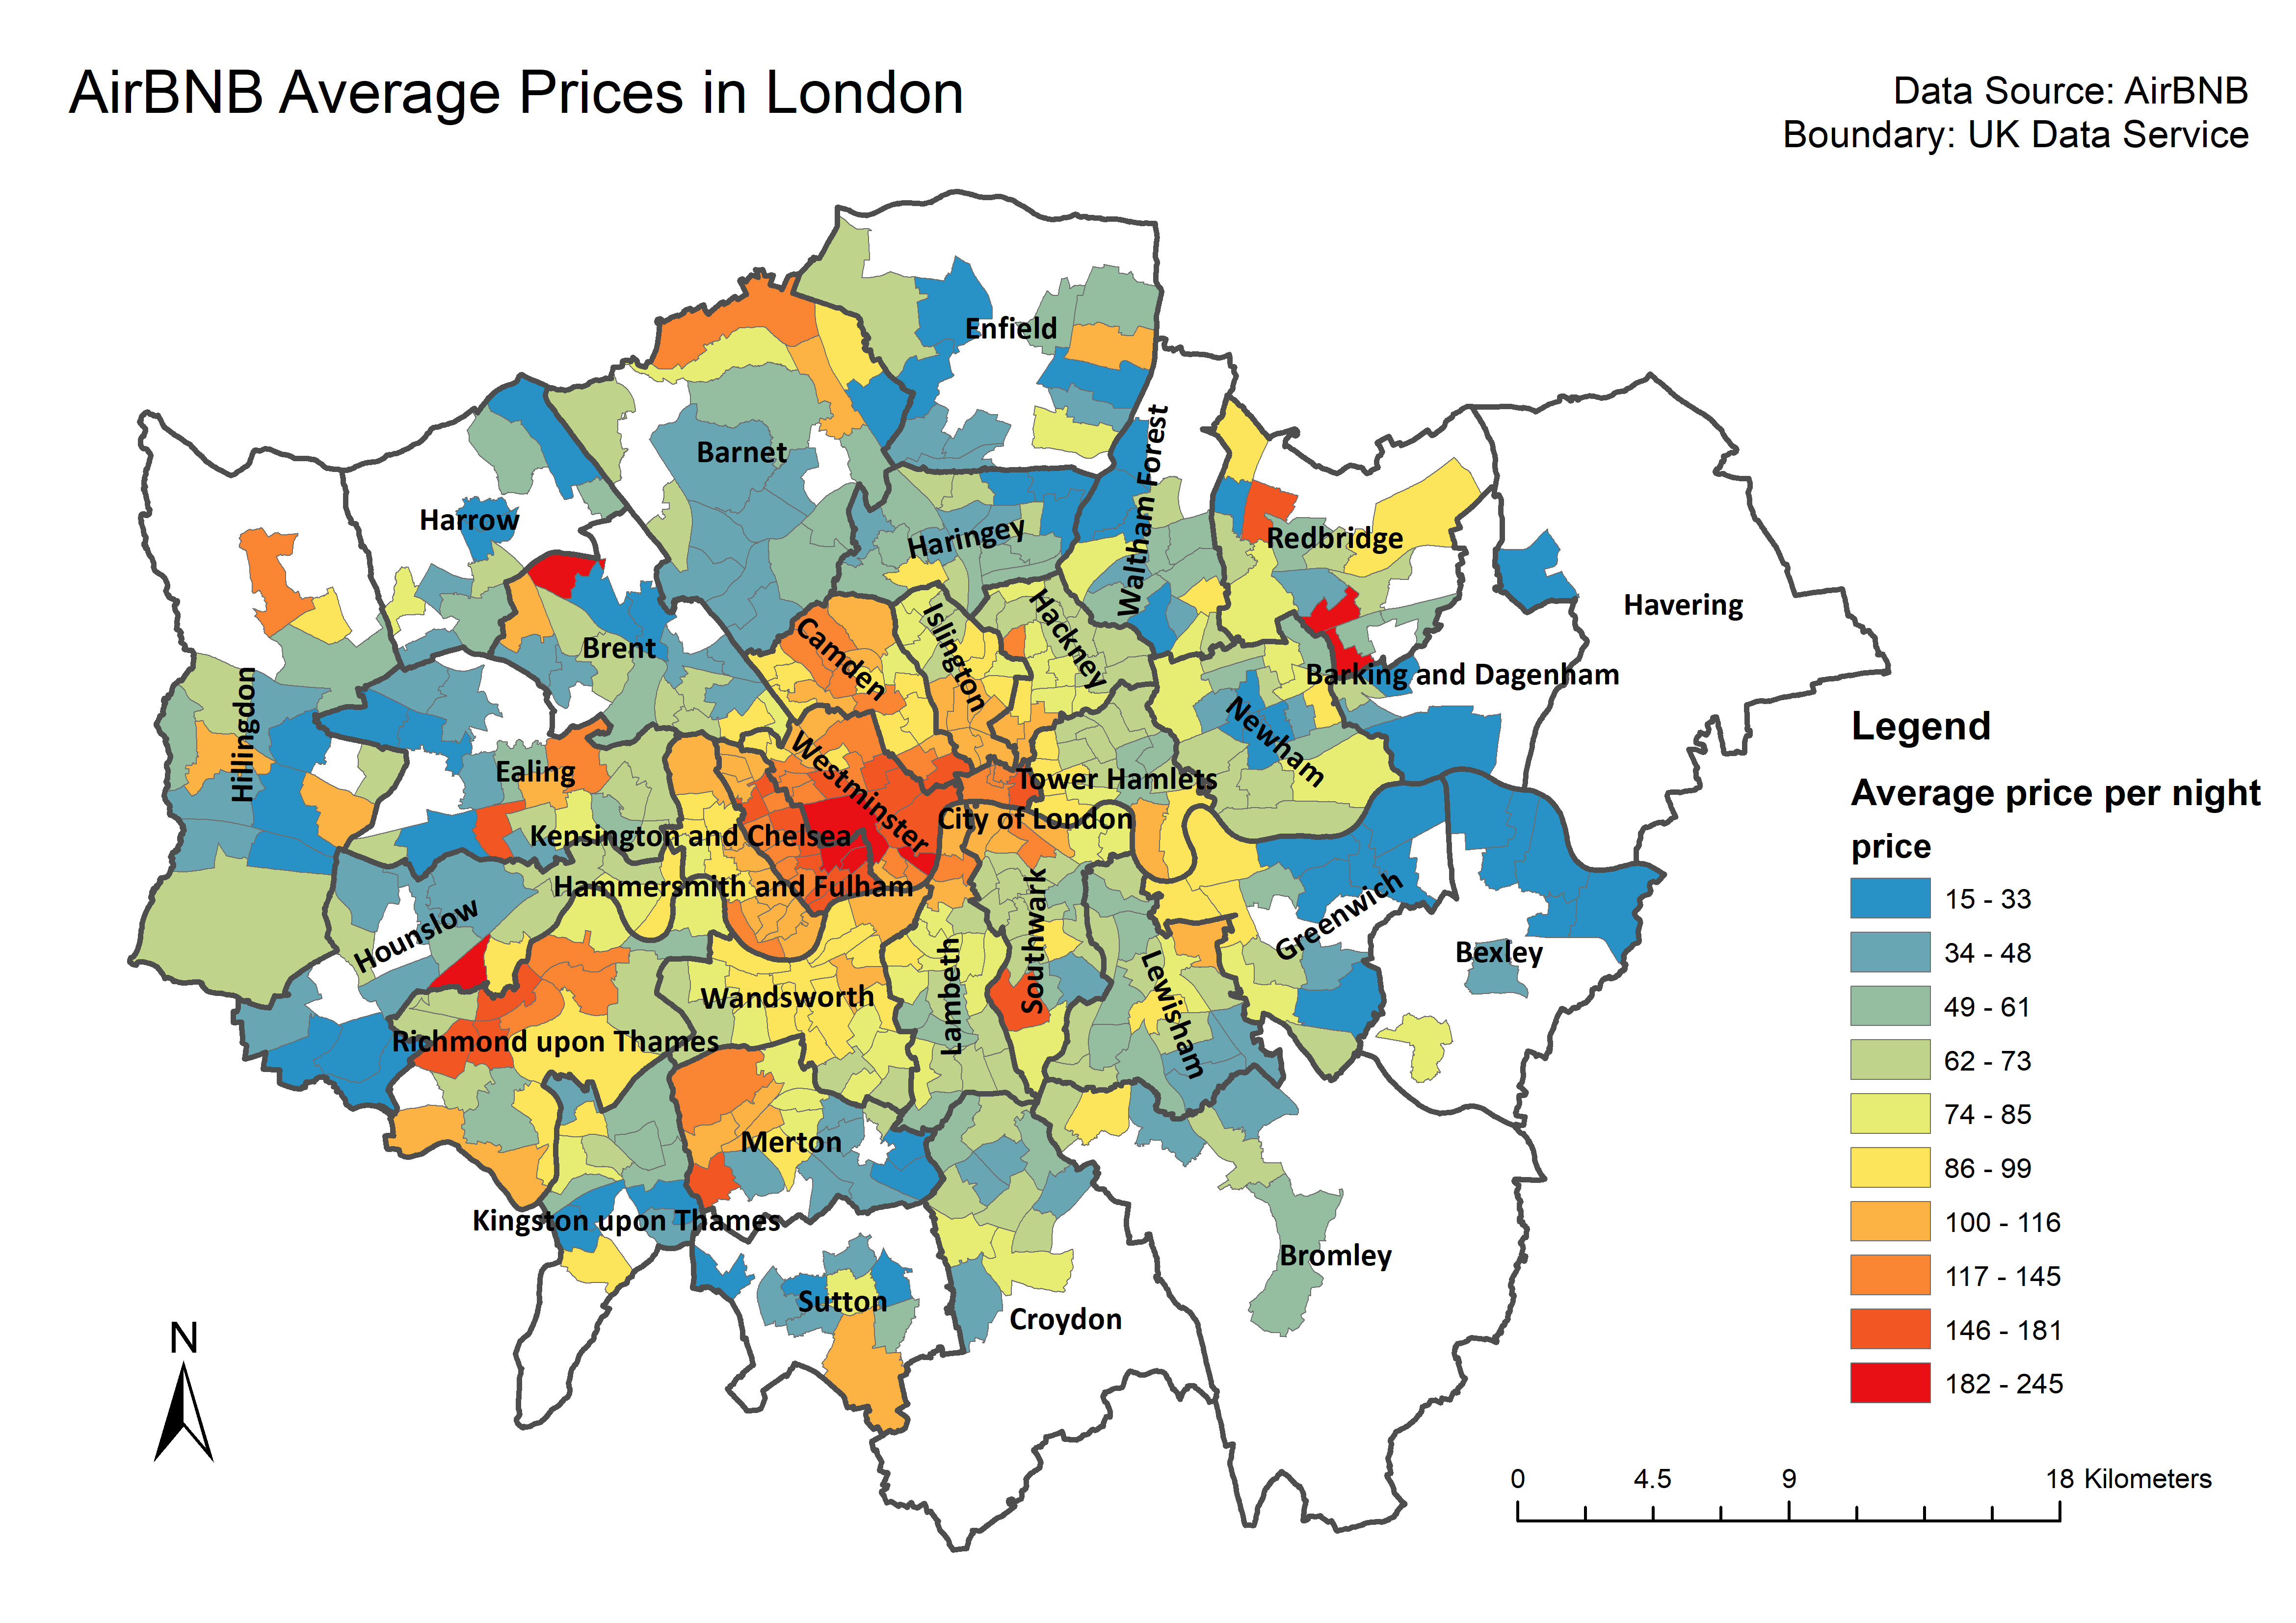 AirBNB Average Prices in London
Data Source: AirBNB
Boundary: UK Data Service
Enfield
Barnet
Waltham Forest
Harrow
Haringey
Redbridge
Havering
Islington
Hackney
Camden
Brent
Barking and Dagenham
Hillingdon
Newham
Westminster
Ealing
Tower Hamlets
City of London
Kensington and Chelsea
Hammersmith and Fulham
Hounslow
Southwark
Greenwich
Bexley
Lambeth
Lewisham
Wandsworth
Richmond upon Thames
Merton
Kingston upon Thames
Bromley
Sutton
Croydon
Legend
Average price per night
price
15 - 33
34 - 48
49 - 61
62 - 73
74 - 85
86 - 99
100 - 116
117 - 145
146 - 181
182 - 245
N
0 4.5 9 18 Kilometers